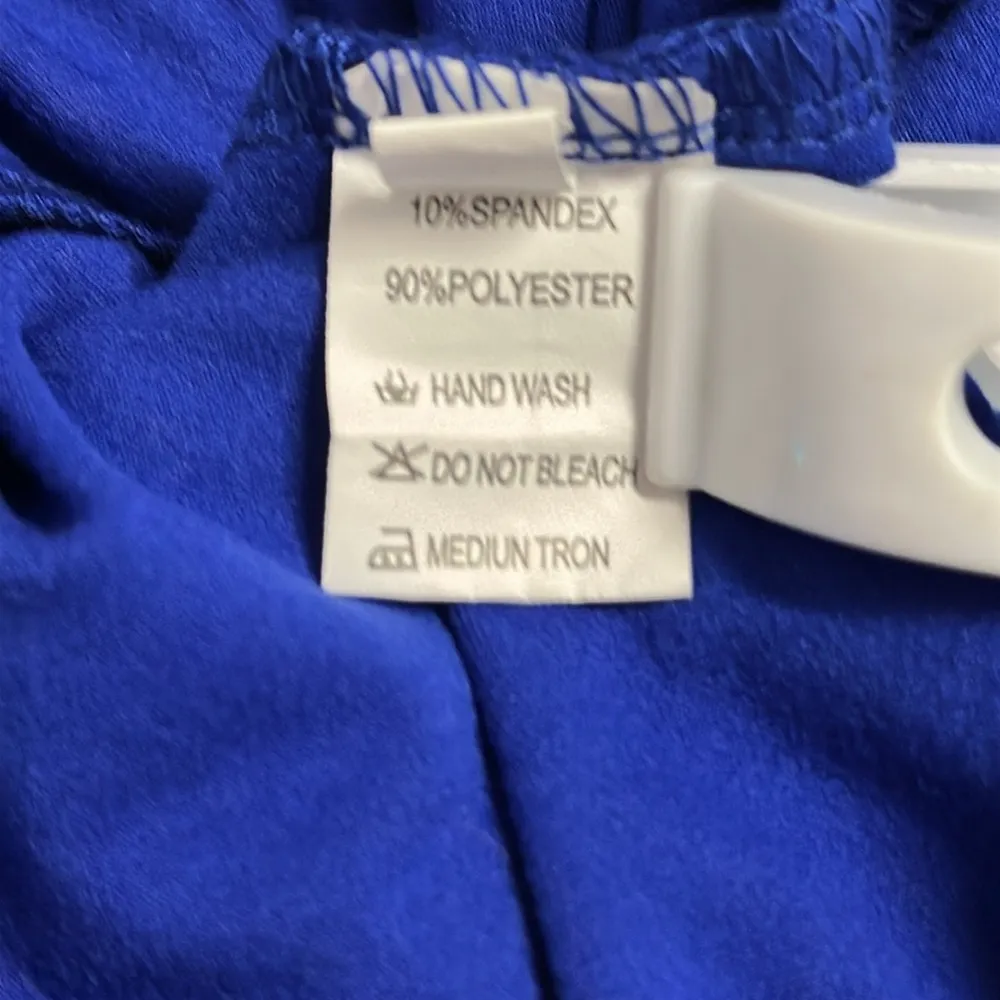 10%SPANDEX
90%POLYESTER
HAND WASH
DO NOT BLEACH
MEDIUN TRON